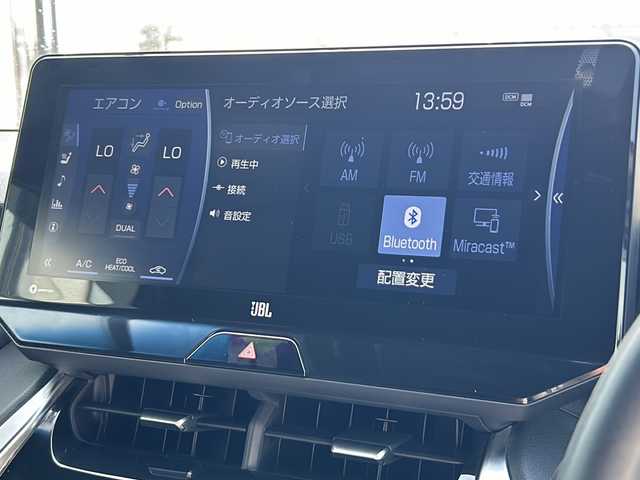 エアコン Option
オーディオソース選択
13:59
DCM
DCM
LO LO
DUAL
A/C
ECO
HEAT/COOL
オーディオ選択
再生中
接続
音設定
AM
FM
交通情報
USB
Bluetooth
Miracast™
配置変更
JBL